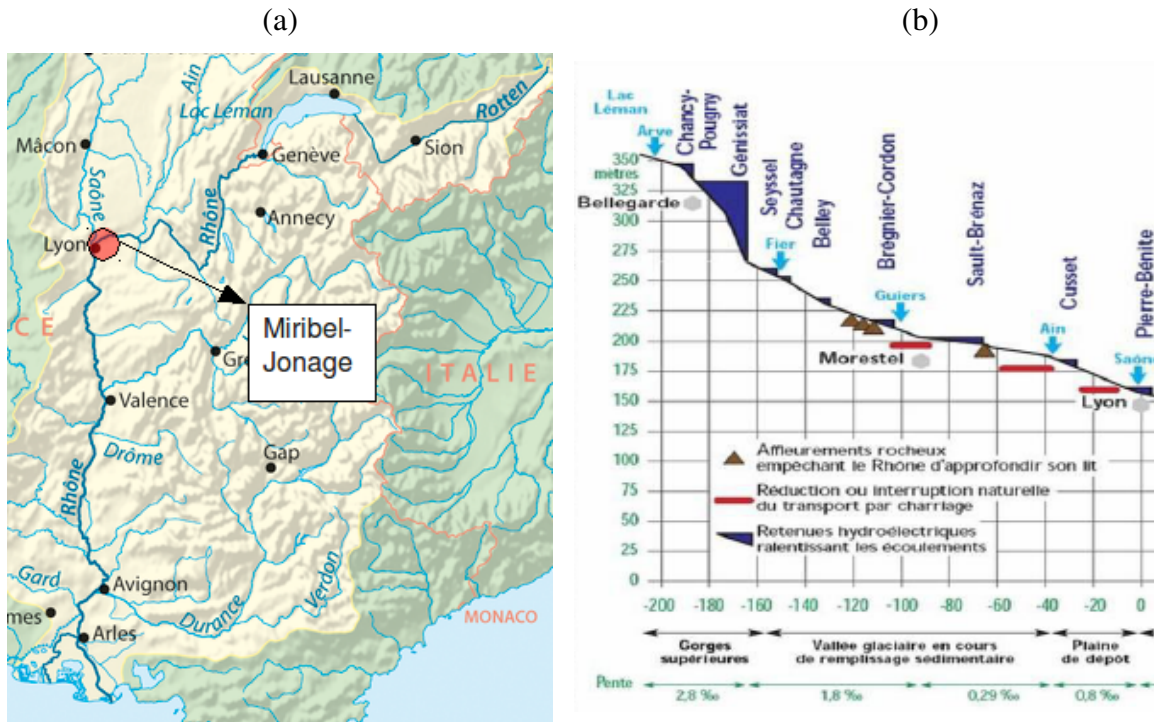 (a)
(b)
Ain
Lausanne
Lac Léman
Rotten
Mâcon
Genève
Sion
Saône
Rhône
Annecy
Lyon
Miribel-
Jonage
CE
Gre
ITALIE
Valence
Drôme
Gap
Rhône
Gard
Avignon
Durance
Verdon
mes
Arles
MONACO
Lac
Léman
Arve
Chancy-
Pougny
Génissiat
Seyssel
Chautagne
Belley
Brégnier-Cordon
Sault-Brénaz
Cusset
Pierre-Bénite
350
mètres
325
Bellegarde
300
275
Fier
250
225
Guiers
200
Ain
Saône
175
Morestel
150
Lyon
125
100
75
50
25
0
Affleurements rocheux
empêchant le Rhône d'approfondir son lit
Réduction ou interruption naturelle
du transport par charriage
Retenues hydroélectriques
ralentissant les écoulements
-200 -180 -160 -140 -120 -100 -80 -60 -40 -20 0
Gorges
supérieures
Vallée glaciaire en cours
de remplissage sédimentaire
Plaine
de dépôt
Pente
2,8 ‰ 1,8 ‰ 0,29 ‰ 0,8 ‰